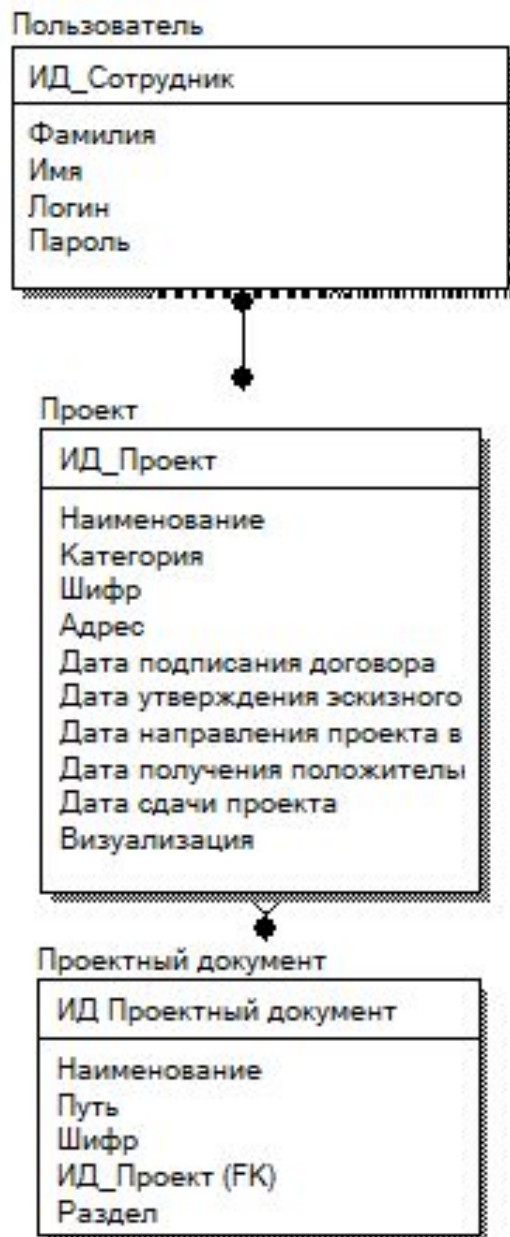 Пользователь
ИД_Сотрудник
Фамилия
Имя
Логин
Пароль
Проект
ИД_Проект
Наименование
Категория
Шифр
Адрес
Дата подписания договора
Дата утверждения эскизного
Дата направления проекта в
Дата получения положителы
Дата сдачи проекта
Визуализация
Проектный документ
ИД Проектный документ
Наименование
Путь
Шифр
ИД_Проект (FK)
Раздел